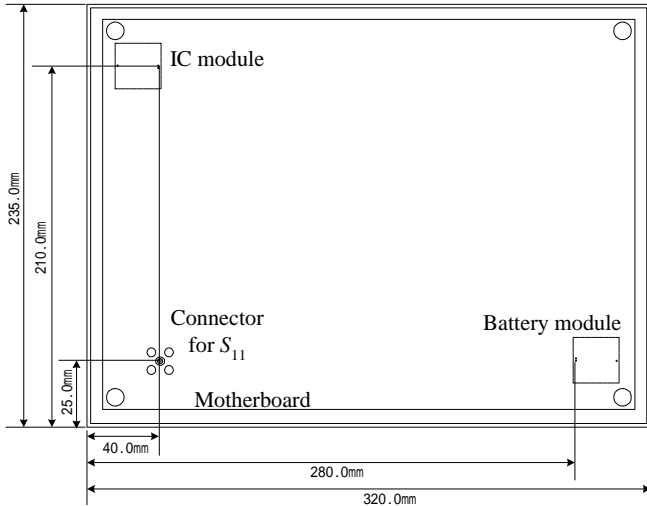 IC module
235.0mm
210.0mm
Connector
for S11
Battery module
25.0mm
Motherboard
40.0mm
280.0mm
320.0mm